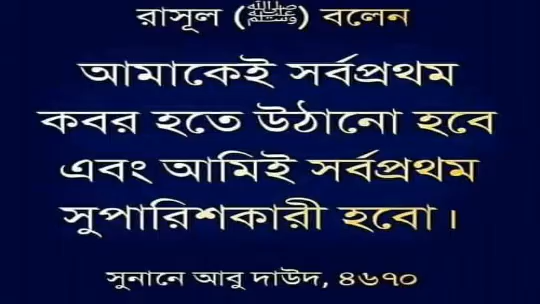 রাসূল (ﷺ) বলেন
আমাকেই সর্বপ্রথম
কবর হতে উঠানো হবে
এবং আমিই সর্বপ্রথম
সুপারিশকারী হবো।
সুনানে আবু দাউদ, ৪৬৭০